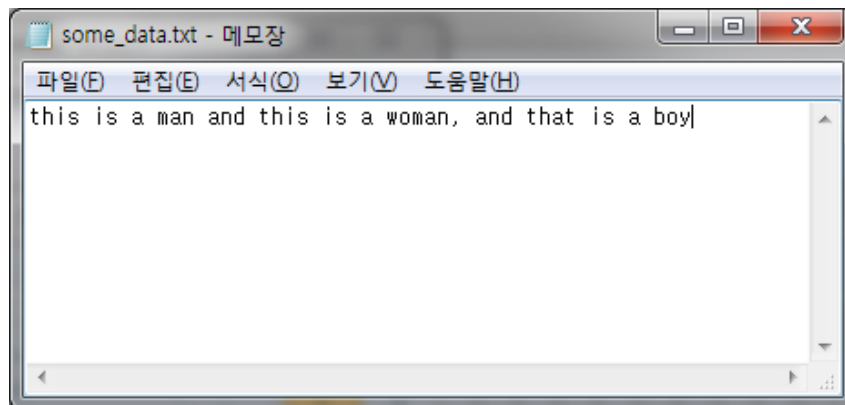 some_data.txt - 메모장
파일(F) 편집(E) 서식(O) 보기(V) 도움말(H)
this is a man and this is a woman, and that is a boy